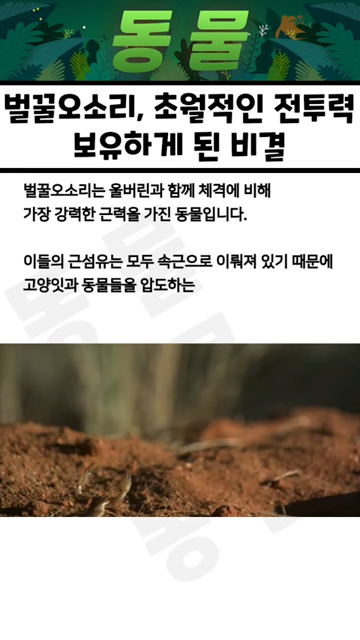 동물
벌꿀오소리, 초월적인 전투력
보유하게 된 비결
벌꿀오소리는 울버린과 함께 체격에 비해
가장 강력한 근력을 가진 동물입니다.
이들의 근섬유는 모두 속근으로 이뤄져 있기 때문에
고양잇과 동물들을 압도하는